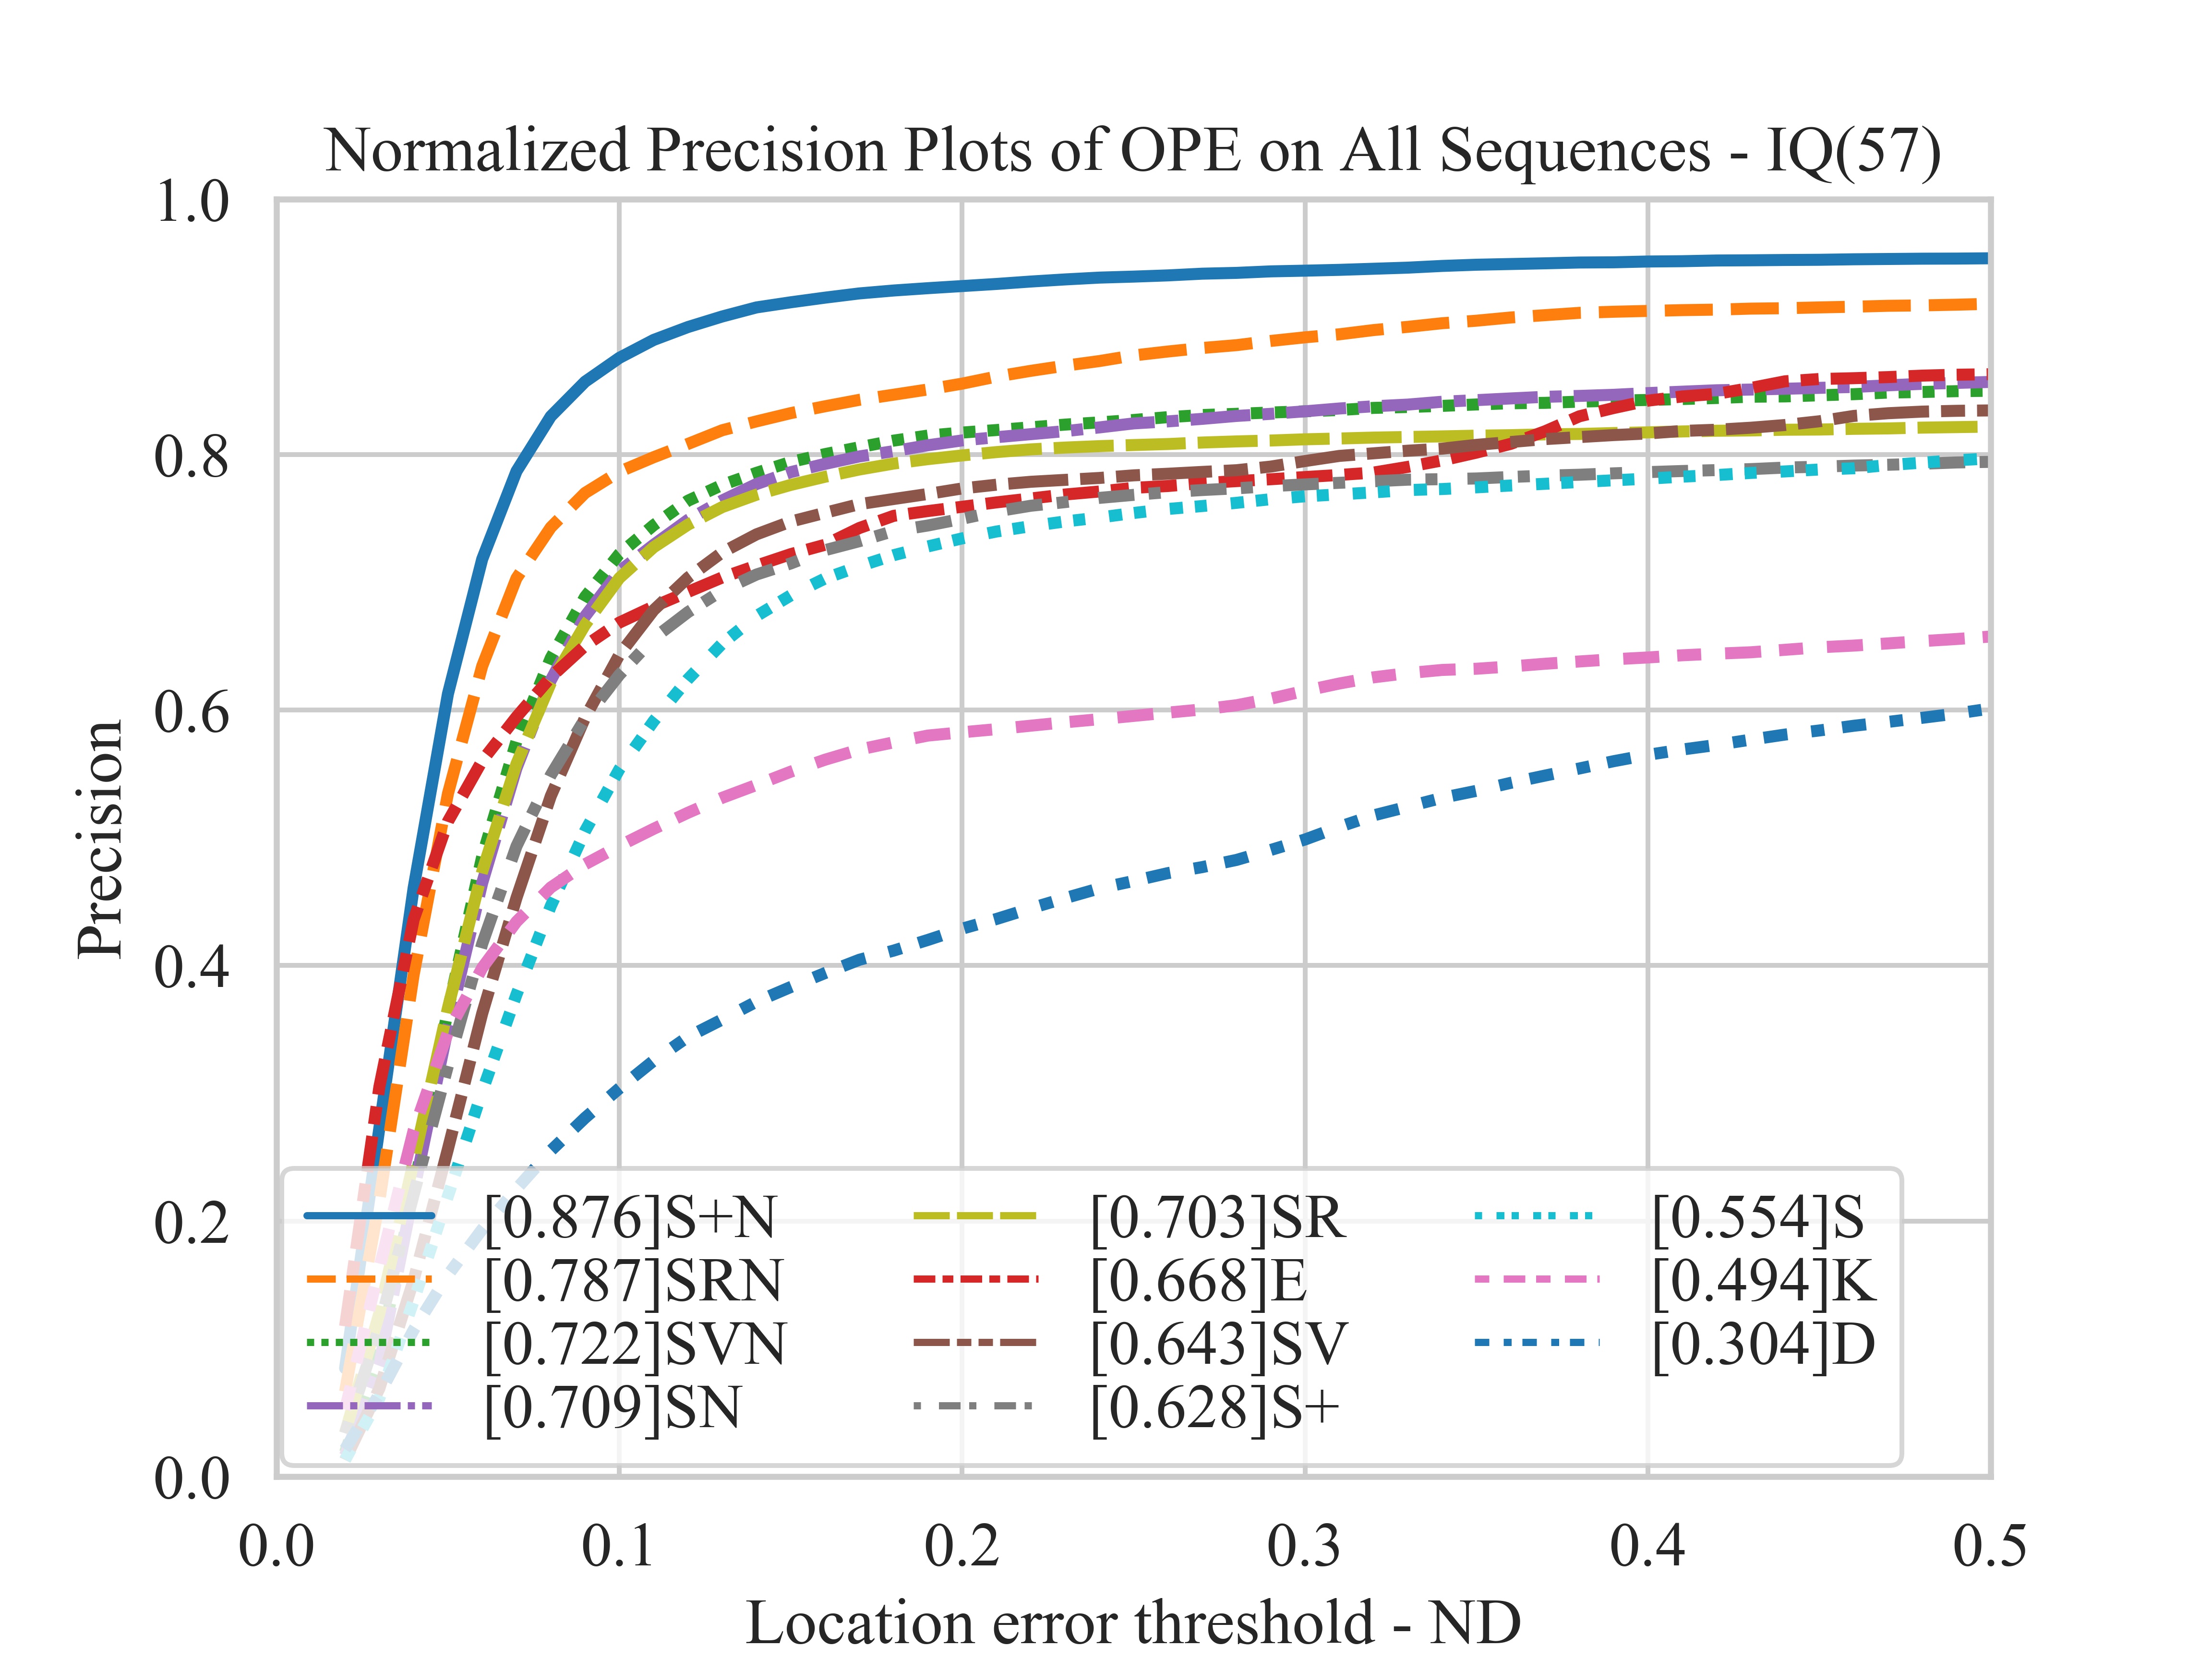 Normalized Precision Plots of OPE on All Sequences - IQ(57)
1.0
0.8
0.6
0.4
0.2
0.0
Precision
[0.876]S+N
[0.787]SRN
[0.722]SVN
[0.709]SN
[0.703]SR
[0.668]E
[0.643]SV
[0.628]S+
[0.554]S
[0.494]K
[0.304]D
0.0 0.1 0.2 0.3 0.4 0.5
Location error threshold - ND